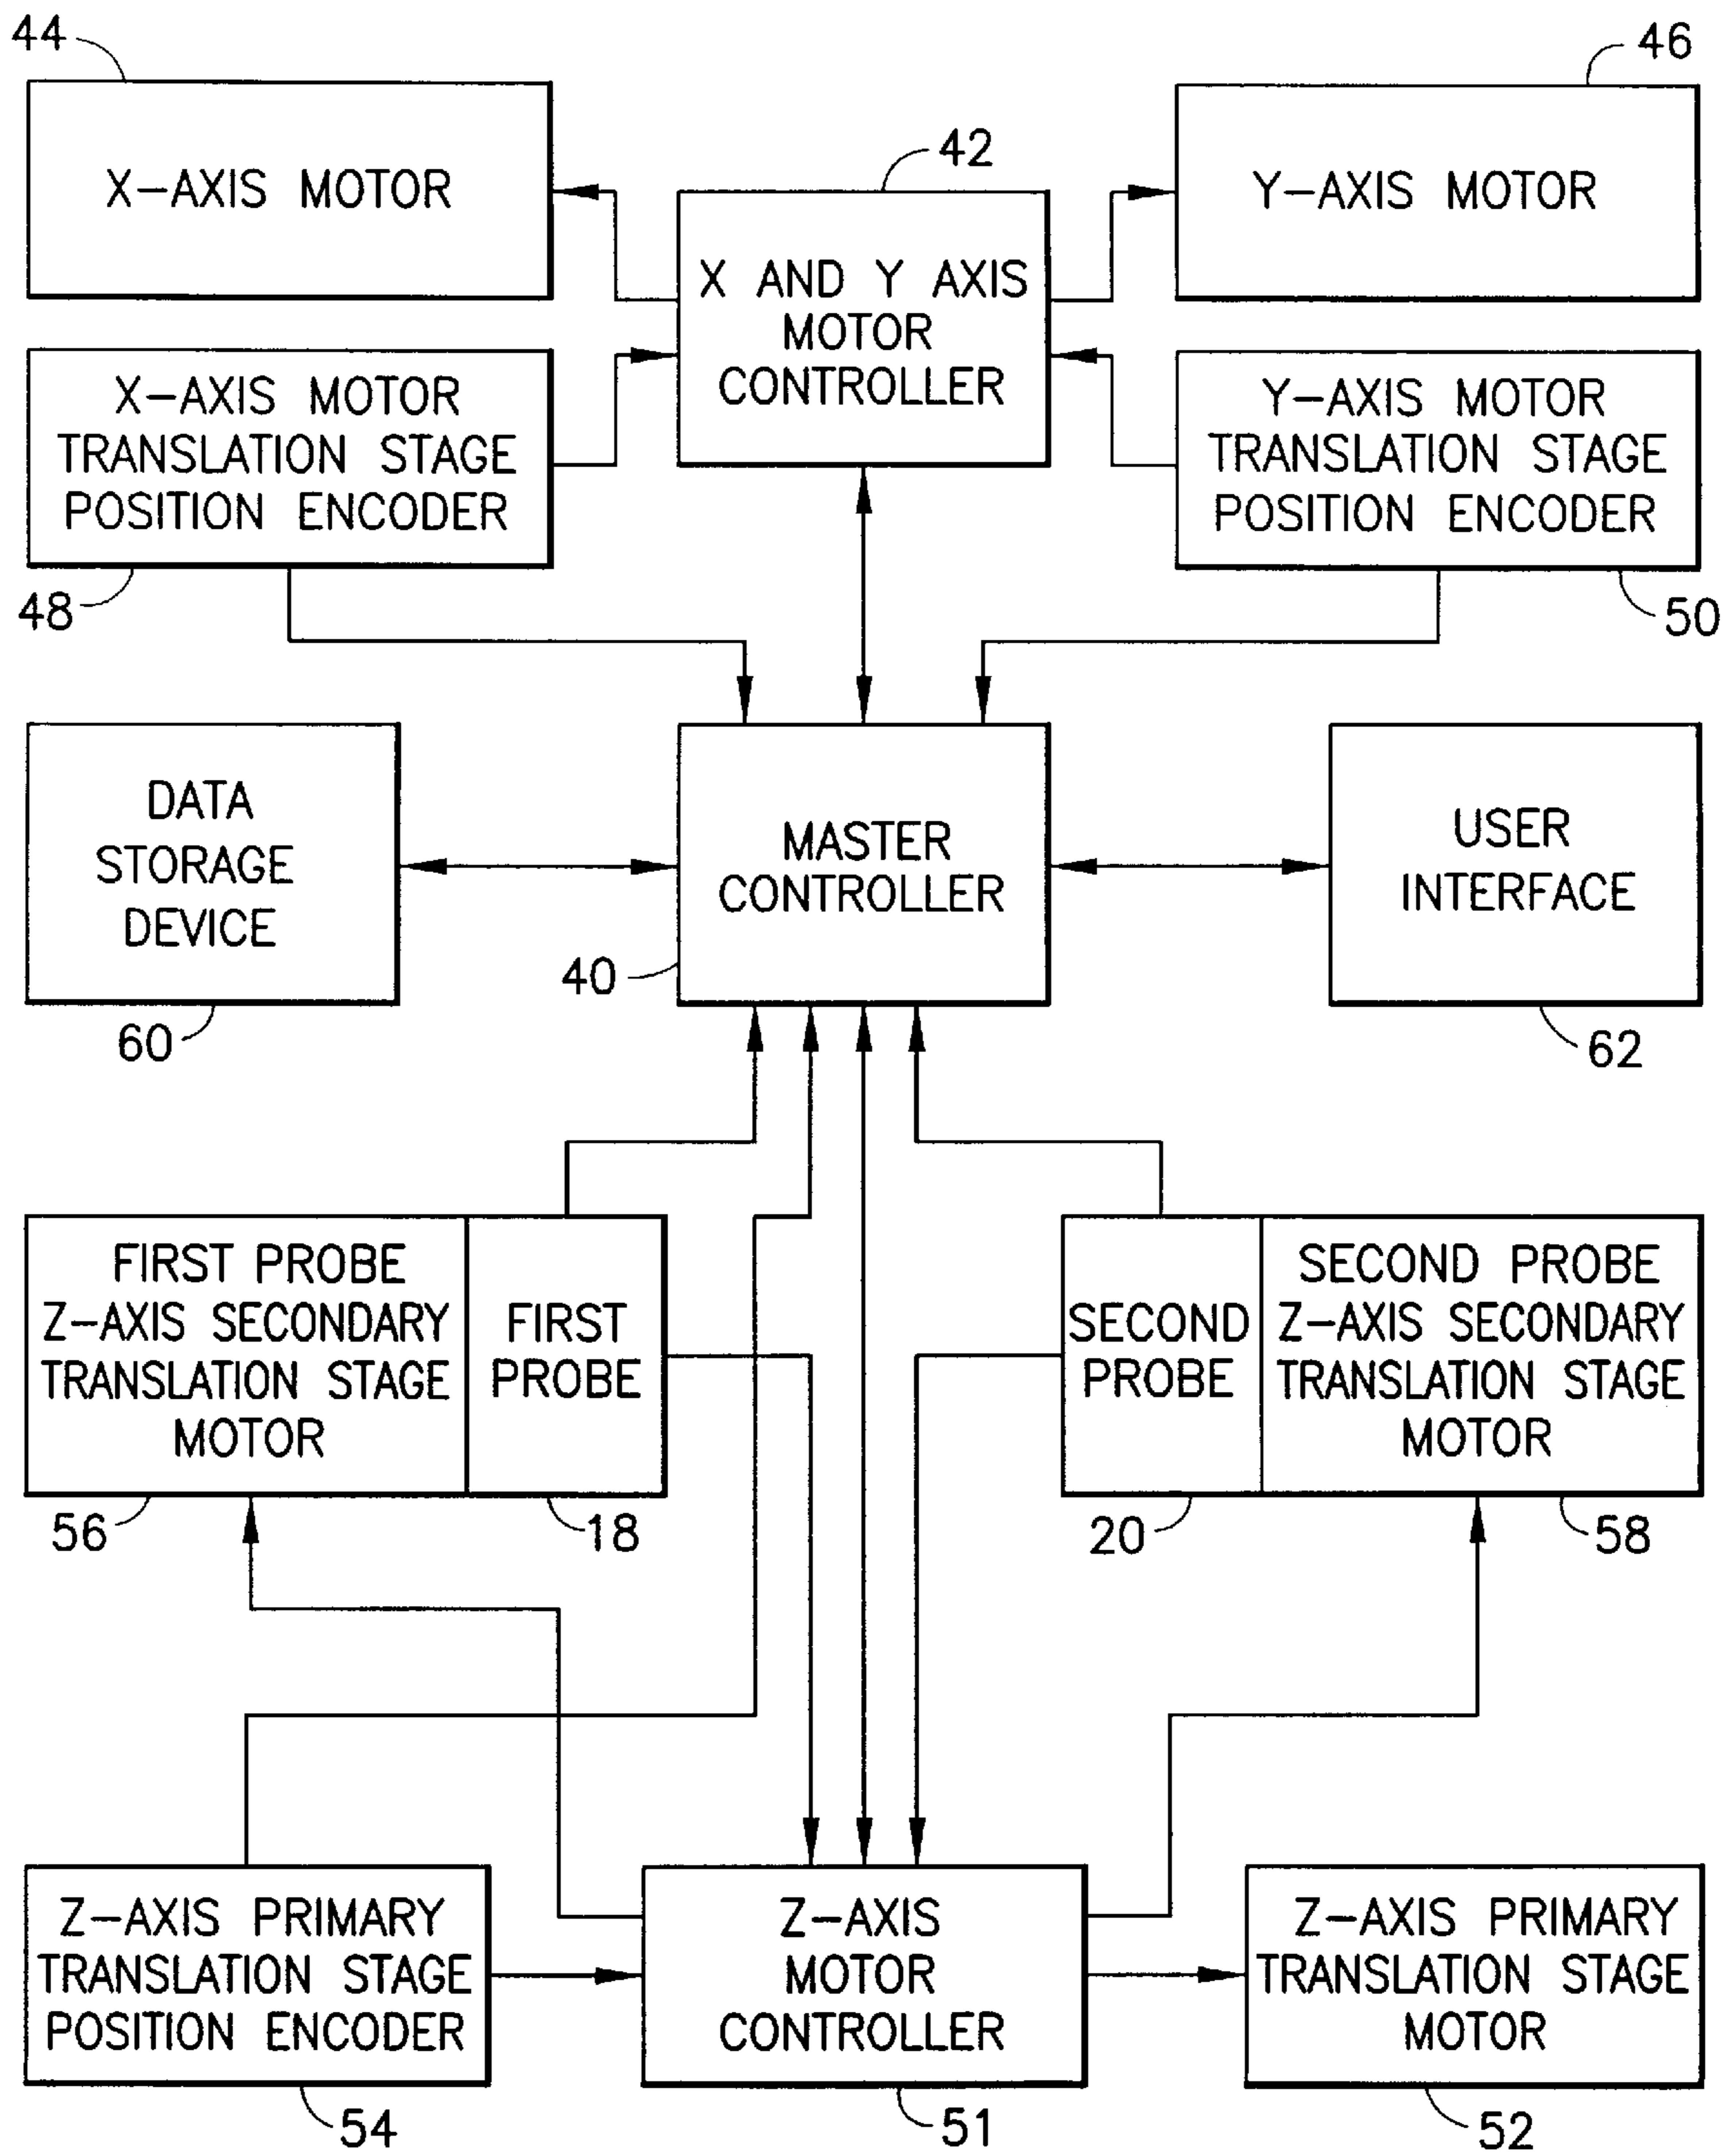 44
46
42
X-AXIS MOTOR
Y-AXIS MOTOR
X AND Y AXIS
MOTOR
CONTROLLER
X-AXIS MOTOR
TRANSLATION STAGE
POSITION ENCODER
Y-AXIS MOTOR
TRANSLATION STAGE
POSITION ENCODER
48
50
DATA
STORAGE
DEVICE
MASTER
CONTROLLER
USER
INTERFACE
40
60
62
FIRST PROBE
Z-AXIS SECONDARY
TRANSLATION STAGE
MOTOR
FIRST
PROBE
SECOND
PROBE
SECOND PROBE
Z-AXIS SECONDARY
TRANSLATION STAGE
MOTOR
56
18
20
58
Z-AXIS PRIMARY
TRANSLATION STAGE
POSITION ENCODER
Z-AXIS
MOTOR
CONTROLLER
Z-AXIS PRIMARY
TRANSLATION STAGE
MOTOR
54
51
52